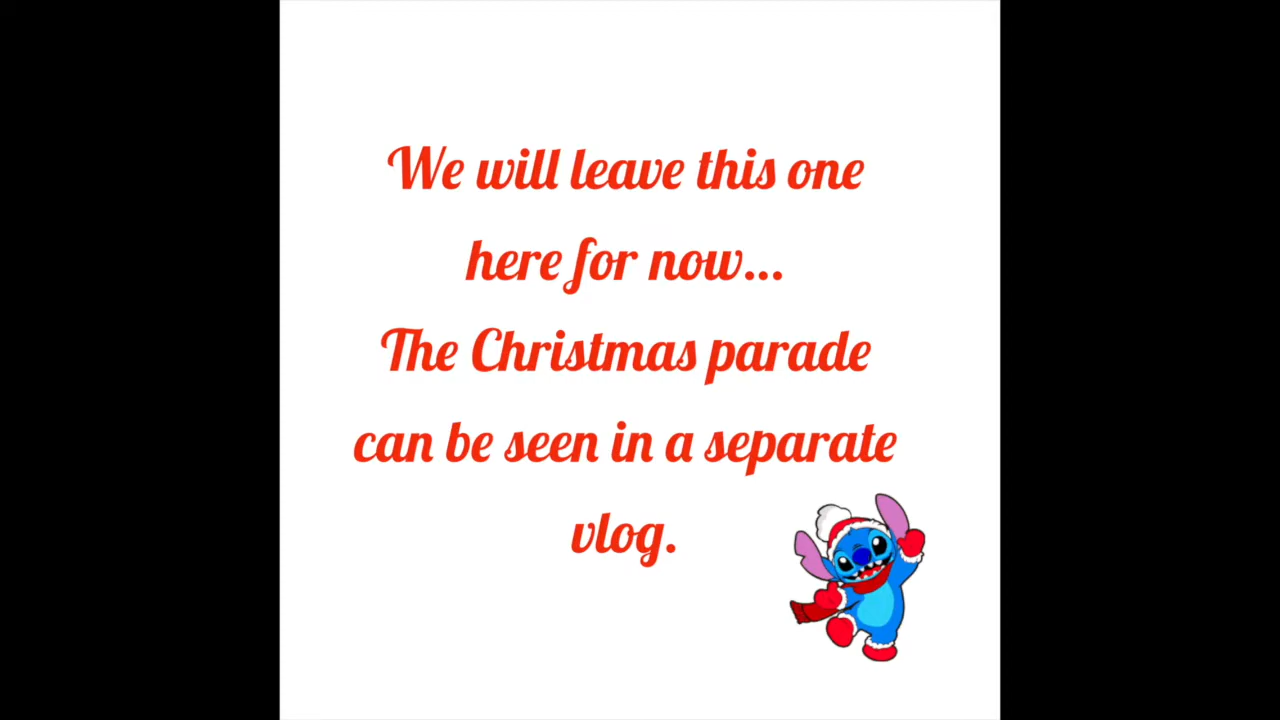 We will leave this one
here for now...
The Christmas parade
can be seen in a separate
vlog.